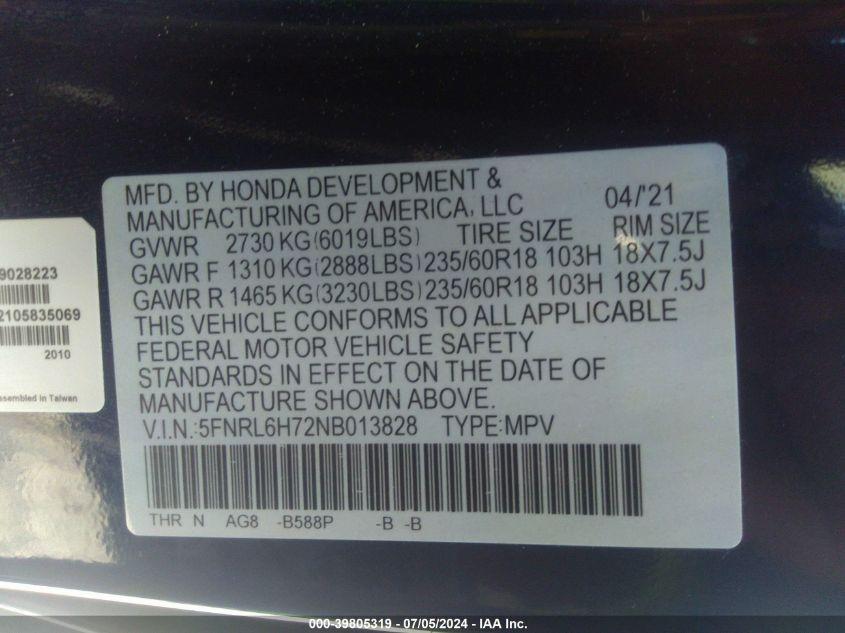 MFD. BY HONDA DEVELOPMENT &
MANUFACTURING OF AMERICA, LLC 04/'21
GVWR 2730 KG(6019LBS) TIRE SIZE RIM SIZE
GAWR F 1310 KG(2888LBS)235/60R18 103H 18X7.5J
GAWR R 1465 KG(3230LBS)235/60R18 103H 18X7.5J
THIS VEHICLE CONFORMS TO ALL APPLICABLE
FEDERAL MOTOR VEHICLE SAFETY
STANDARDS IN EFFECT ON THE DATE OF
MANUFACTURE SHOWN ABOVE.
V.I.N.:5FNRL6H72NB013828 TYPE:MPV
THR N AG8 -B588P -B -B
9028223
2105835069
2010
ssembled in Taiwan
000-39805319 - 07/05/2024 - IAA Inc.